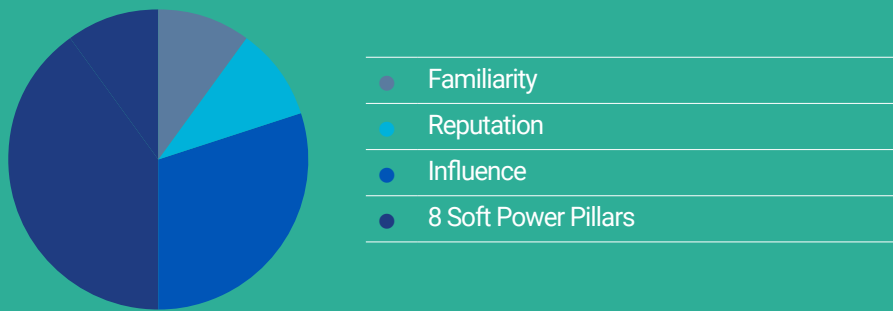 Familiarity
Reputation
Influence
8 Soft Power Pillars